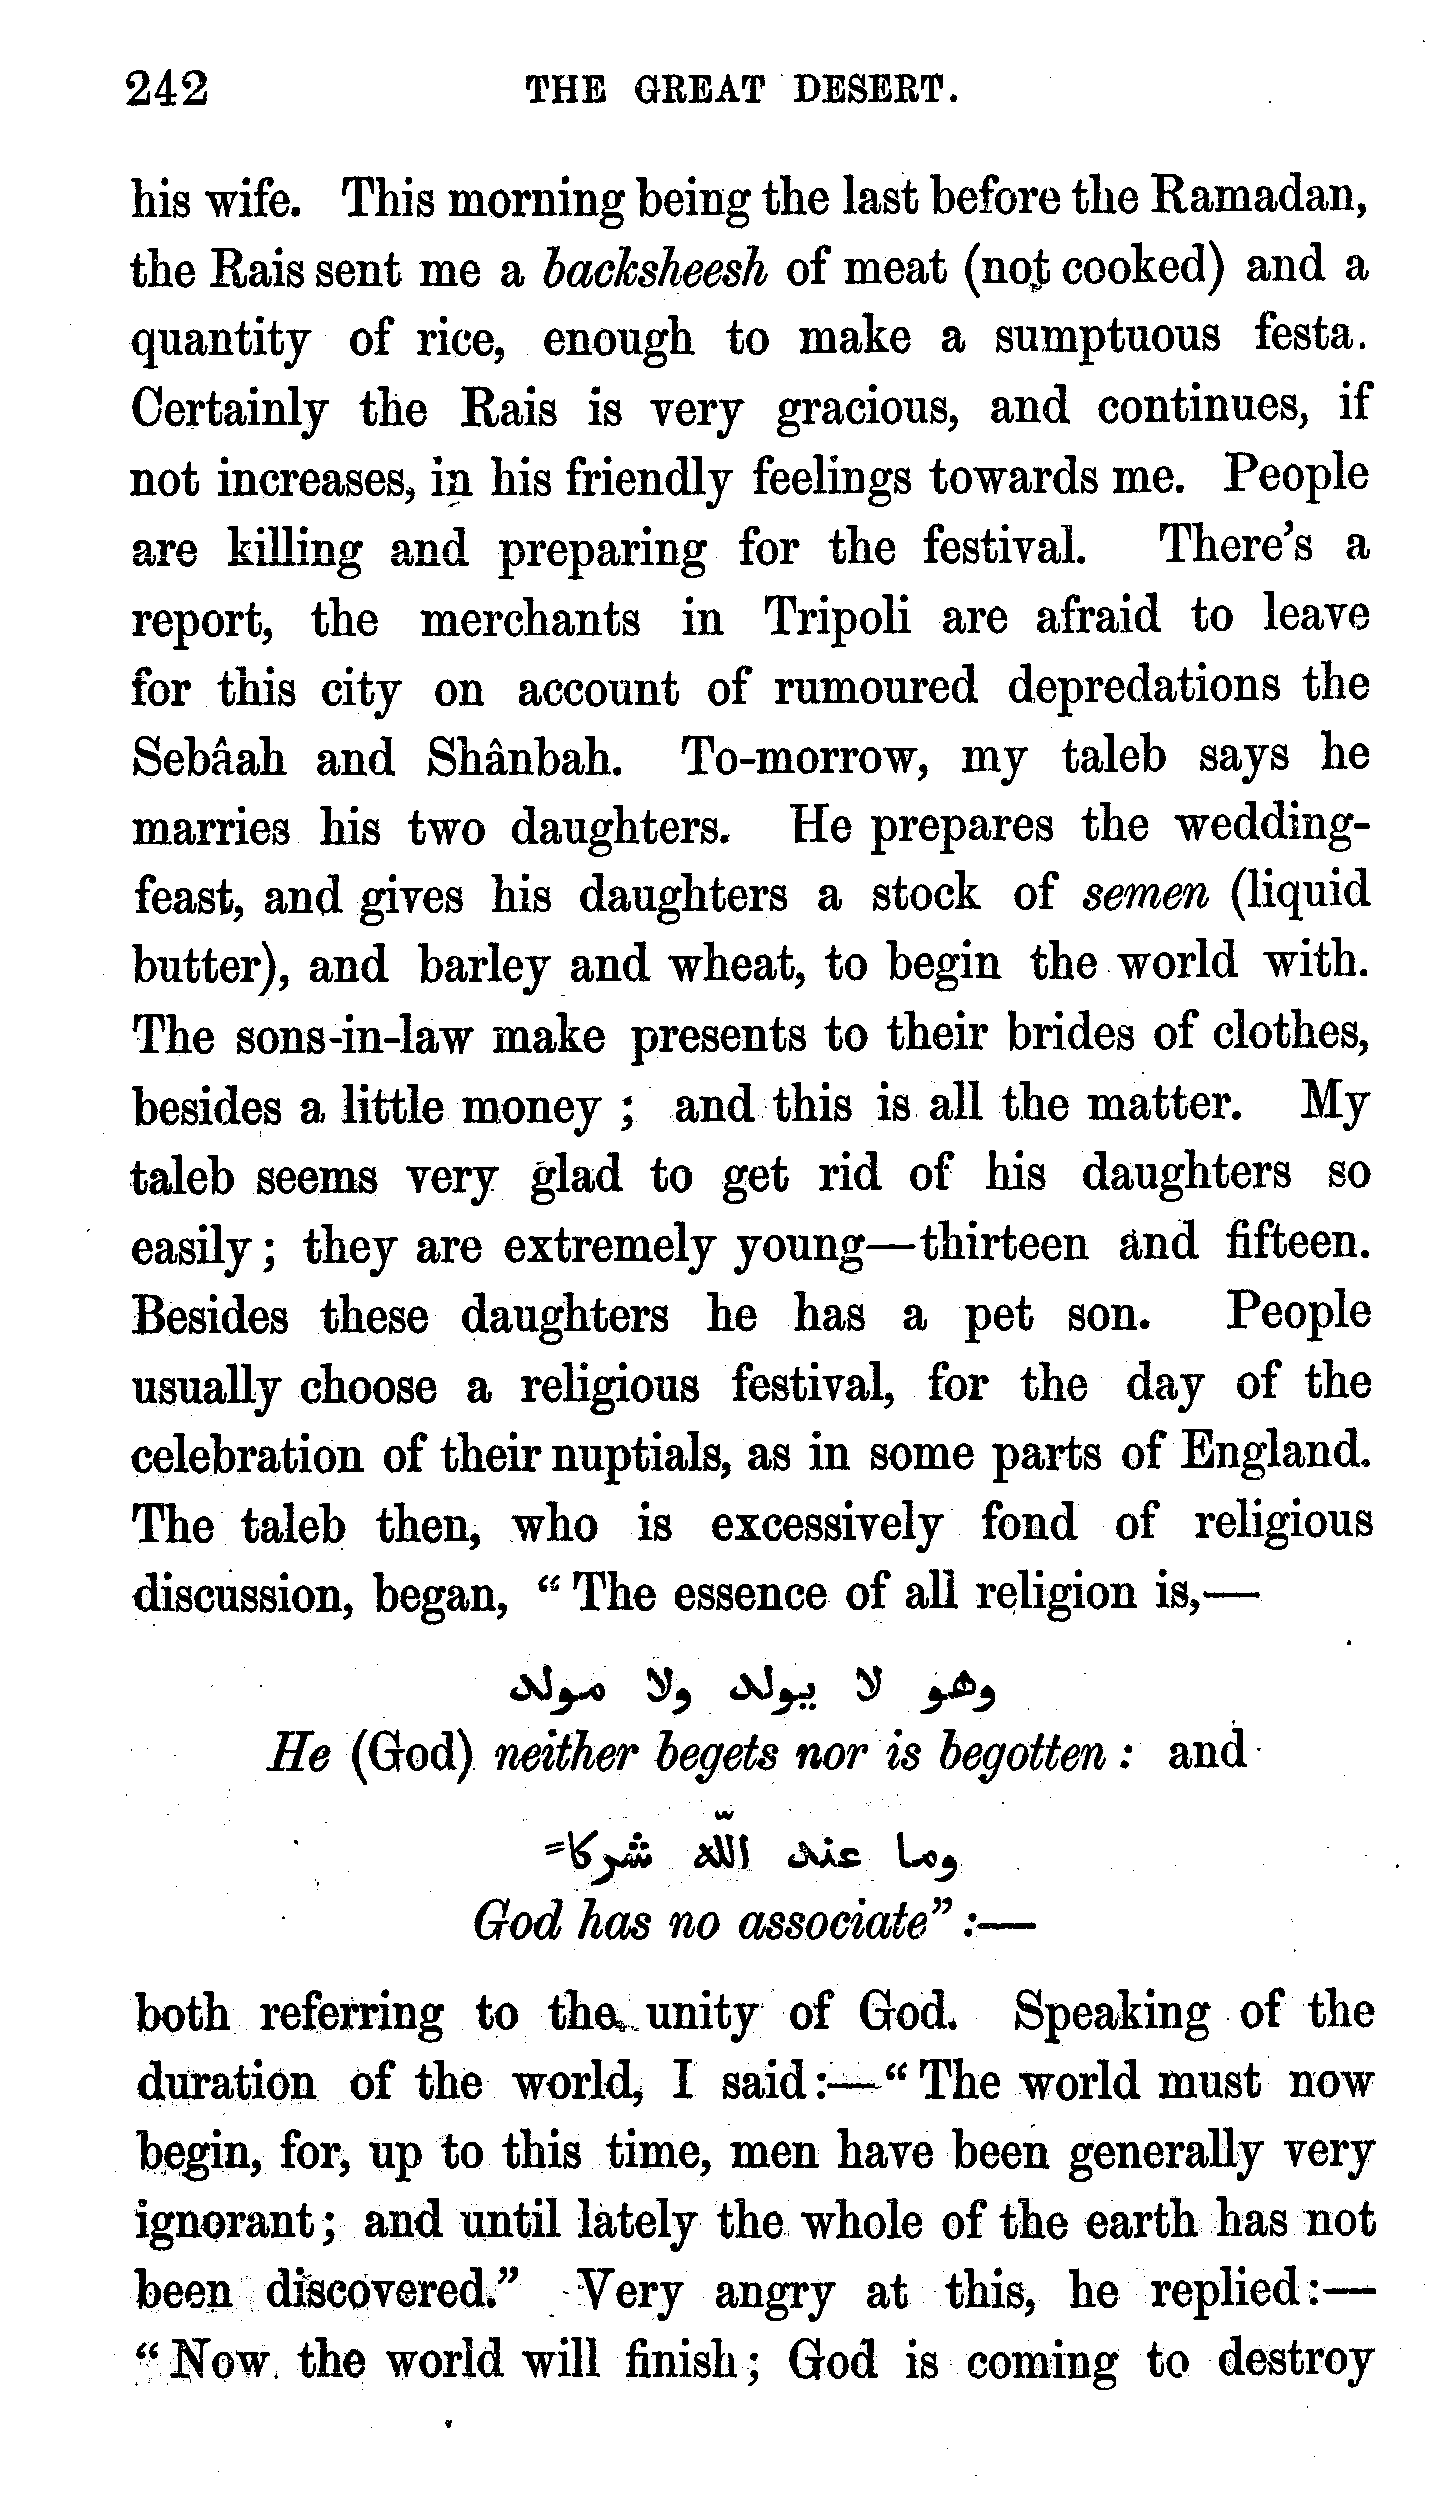 242 THE GREAT DESERT.
his wife. This morning being the last before the Ramadan,
the Rais sent me a backsheesh of meat (not cooked) and a
quantity of rice, enough to make a sumptuous festa.
Certainly the Rais is very gracious, and continues, if
not increases, in his friendly feelings towards me. People
are killing and preparing for the festival. There's a
report, the merchants in Tripoli are afraid to leave
for this city on account of rumoured depredations the
Sebâah and Shânbah. To-morrow, my taleb says he
marries his two daughters. He prepares the wedding-
feast, and gives his daughters a stock of semen (liquid
butter), and barley and wheat, to begin the world with.
The sons-in-law make presents to their brides of clothes,
besides a little money ; and this is all the matter. My
taleb seems very glad to get rid of his daughters so
easily; they are extremely young—thirteen and fifteen.
Besides these daughters he has a pet son. People
usually choose a religious festival, for the day of the
celebration of their nuptials, as in some parts of England.
The taleb then, who is excessively fond of religious
discussion, began, “The essence of all religion is,—
وهو لا يولد ولا مولد
He (God) neither begets nor is begotten : and
وما عند اللّه شركاء
God has no associate” :—
both referring to the unity of God. Speaking of the
duration of the world, I said:—“The world must now
begin, for, up to this time, men have been generally very
ignorant; and until lately the whole of the earth has not
been discovered.” Very angry at this, he replied:—
“Now the world will finish; God is coming to destroy